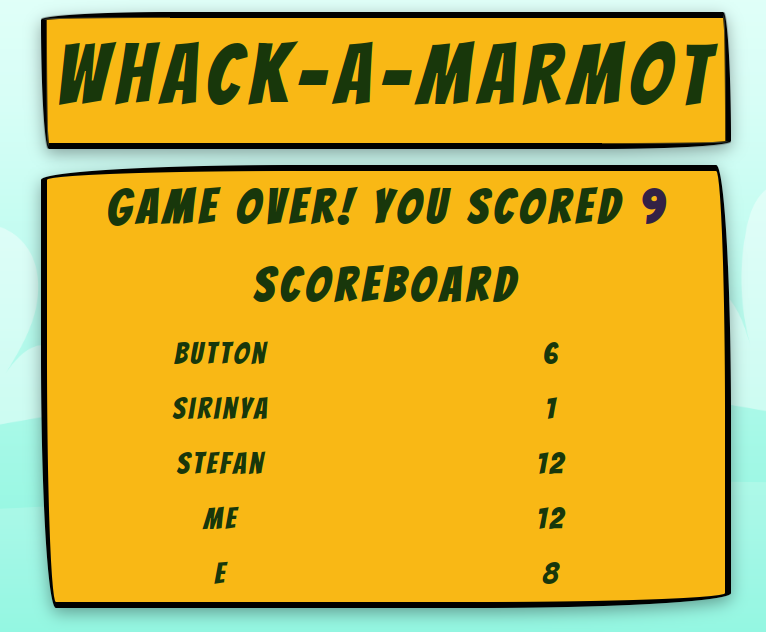 WHACK-A-MARMOT
GAME OVER! YOU SCORED 9
SCOREBOARD
BUTTON 6
SIRINYA 1
STEFAN 12
ME 12
E 8